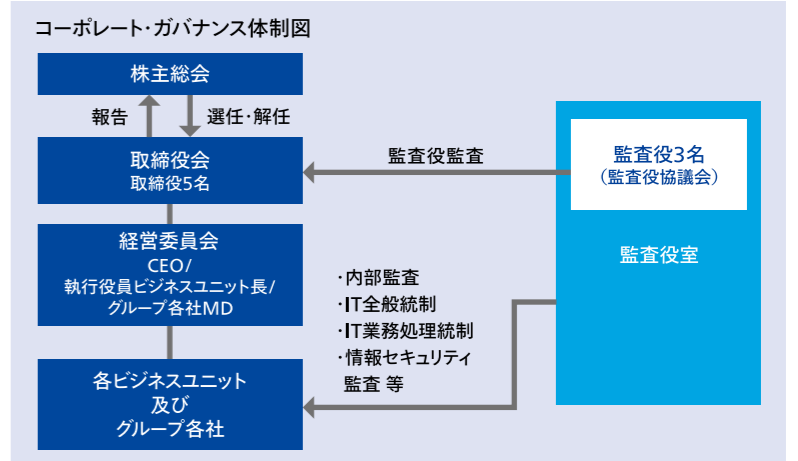 コーポレート・ガバナンス体制図
株主総会
報告
選任・解任
取締役会
取締役5名
監査役監査
監査役3名
（監査役協議会）
監査役室
経営委員会
CEO/
執行役員ビジネスユニット長/
グループ各社MD
・内部監査
・IT全般統制
・IT業務処理統制
・情報セキュリティ
監査 等
各ビジネスユニット
及び
グループ各社